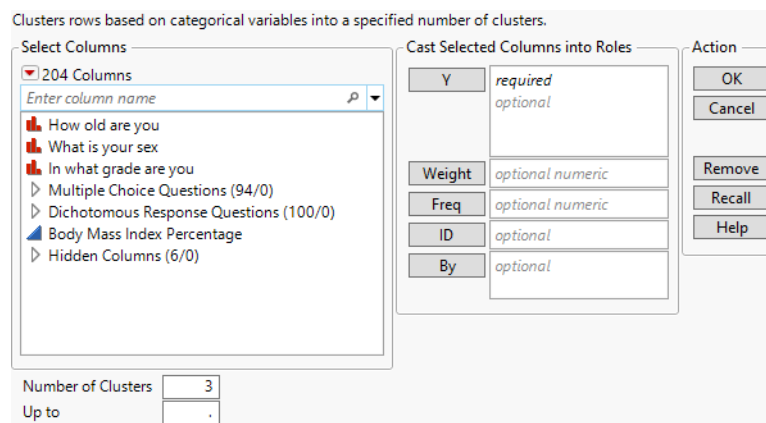 Clusters rows based on categorical variables into a specified number of clusters.
Select Columns
204 Columns
Enter column name
How old are you
What is your sex
In what grade are you
Multiple Choice Questions (94/0)
Dichotomous Response Questions (100/0)
Body Mass Index Percentage
Hidden Columns (6/0)
Cast Selected Columns into Roles
Y required
optional
Weight optional numeric
Freq optional numeric
ID optional
By optional
Action
OK
Cancel
Remove
Recall
Help
Number of Clusters 3
Up to .